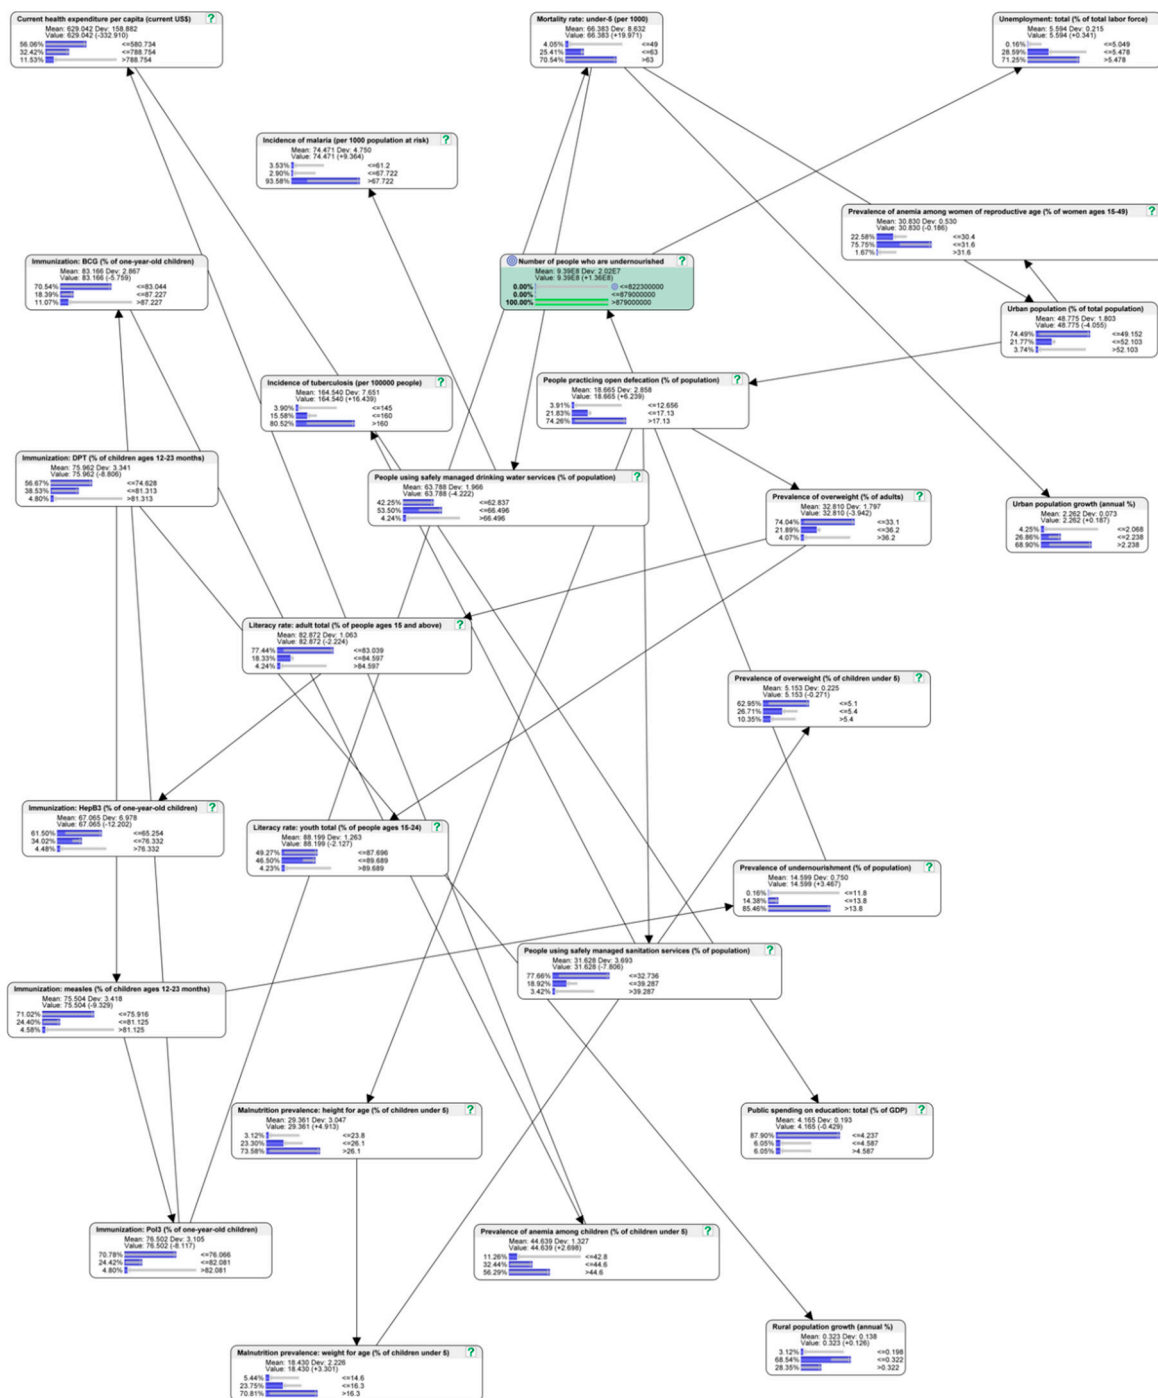 Current health expenditure per capita (current US$)
Mean: 629.042 Dev: 158.882
Value: 629.042 (-332.910)
56.06% <=580.734
32.42% <=788.754
11.53% >788.754
Mortality rate: under-5 (per 1000)
Mean: 66.383 Dev: 8.632
Value: 66.383 (+19.971)
4.05% <=49
25.41% <=63
70.54% >63
Unemployment: total (% of total labor force)
Mean: 5.594 Dev: 0.215
Value: 5.594 (+0.341)
0.16% <=5.049
28.59% <=5.478
71.25% >5.478
Incidence of malaria (per 1000 population at risk)
Mean: 74.471 Dev: 4.750
Value: 74.471 (+9.364)
3.53% <=61.2
2.90% <=67.722
93.58% >67.722
Prevalence of anemia among women of reproductive age (% of women ages 15-49)
Mean: 30.830 Dev: 0.530
Value: 30.830 (-0.186)
22.58% <=30.4
75.75% <=31.6
1.67% >31.6
Immunization: BCG (% of one-year-old children)
Mean: 83.166 Dev: 2.867
Value: 83.166 (-5.759)
70.54% <=83.044
18.39% <=87.227
11.07% >87.227
Number of people who are undernourished
Mean: 9.39E8 Dev: 2.02E7
Value: 9.39E8 (+1.36E8)
0.00% <=822300000
0.00% <=879000000
100.00% >879000000
Urban population (% of total population)
Mean: 48.775 Dev: 1.803
Value: 48.775 (-4.055)
74.49% <=49.152
21.77% <=52.103
3.74% >52.103
Incidence of tuberculosis (per 100000 people)
Mean: 164.540 Dev: 7.651
Value: 164.540 (+16.439)
3.90% <=145
15.58% <=160
80.52% >160
People practicing open defecation (% of population)
Mean: 18.665 Dev: 2.858
Value: 18.665 (+6.239)
3.91% <=12.656
21.83% <=17.13
74.26% >17.13
Immunization: DPT (% of children ages 12-23 months)
Mean: 75.962 Dev: 3.341
Value: 75.962 (-8.806)
56.67% <=74.628
38.53% <=81.313
4.80% >81.313
People using safely managed drinking water services (% of population)
Mean: 63.788 Dev: 1.966
Value: 63.788 (-4.222)
42.25% <=62.837
53.50% <=66.496
4.24% >66.496
Prevalence of overweight (% of adults)
Mean: 32.810 Dev: 1.797
Value: 32.810 (-3.942)
74.04% <=33.1
21.89% <=36.2
4.07% >36.2
Urban population growth (annual %)
Mean: 2.262 Dev: 0.073
Value: 2.262 (+0.187)
4.25% <=2.068
26.86% <=2.238
68.90% >2.238
Literacy rate: adult total (% of people ages 15 and above)
Mean: 82.872 Dev: 1.063
Value: 82.872 (-2.224)
77.44% <=83.039
18.33% <=84.597
4.24% >84.597
Prevalence of overweight (% of children under 5)
Mean: 5.153 Dev: 0.225
Value: 5.153 (-0.271)
62.95% <=5.1
26.71% <=5.4
10.35% >5.4
Immunization: HepB3 (% of one-year-old children)
Mean: 67.065 Dev: 6.978
Value: 67.065 (-12.202)
61.50% <=65.254
34.02% <=76.332
4.48% >76.332
Literacy rate: youth total (% of people ages 15-24)
Mean: 88.199 Dev: 1.263
Value: 88.199 (-2.127)
49.27% <=87.696
46.50% <=89.689
4.23% >89.689
Prevalence of undernourishment (% of population)
Mean: 14.599 Dev: 0.750
Value: 14.599 (+3.467)
0.16% <=11.8
14.38% <=13.8
85.46% >13.8
People using safely managed sanitation services (% of population)
Mean: 31.628 Dev: 3.693
Value: 31.628 (-7.806)
77.66% <=32.736
18.92% <=39.287
3.42% >39.287
Immunization: measles (% of children ages 12-23 months)
Mean: 75.504 Dev: 3.418
Value: 75.504 (-9.329)
71.02% <=75.916
24.40% <=81.125
4.58% >81.125
Malnutrition prevalence: height for age (% of children under 5)
Mean: 29.361 Dev: 3.047
Value: 29.361 (+4.913)
3.12% <=23.8
23.30% <=26.1
73.58% >26.1
Public spending on education: total (% of GDP)
Mean: 4.165 Dev: 0.193
Value: 4.165 (-0.429)
87.90% <=4.237
6.05% <=4.587
6.05% >4.587
Immunization: Pol3 (% of one-year-old children)
Mean: 76.502 Dev: 3.105
Value: 76.502 (-8.117)
70.78% <=76.066
24.42% <=82.081
4.80% >82.081
Prevalence of anemia among children (% of children under 5)
Mean: 44.639 Dev: 1.327
Value: 44.639 (+2.698)
11.26% <=42.8
32.44% <=44.6
56.29% >44.6
Rural population growth (annual %)
Mean: 0.323 Dev: 0.138
Value: 0.323 (+0.126)
3.12% <=0.198
68.54% <=0.322
28.35% >0.322
Malnutrition prevalence: weight for age (% of children under 5)
Mean: 18.430 Dev: 2.226
Value: 18.430 (+3.301)
5.44% <=14.6
23.75% <=16.3
70.81% >16.3